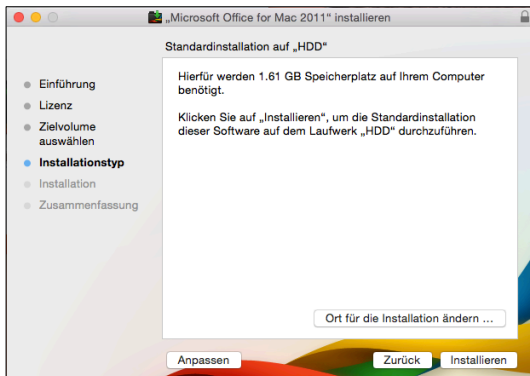 „Microsoft Office for Mac 2011“ installieren
Standardinstallation auf „HDD“
Einführung
Lizenz
Zielvolume
auswählen
Installationstyp
Installation
Zusammenfassung
Hierfür werden 1.61 GB Speicherplatz auf Ihrem Computer
benötigt.
Klicken Sie auf „Installieren“, um die Standardinstallation
dieser Software auf dem Laufwerk „HDD“ durchzuführen.
Ort für die Installation ändern ...
Anpassen
Zurück
Installieren